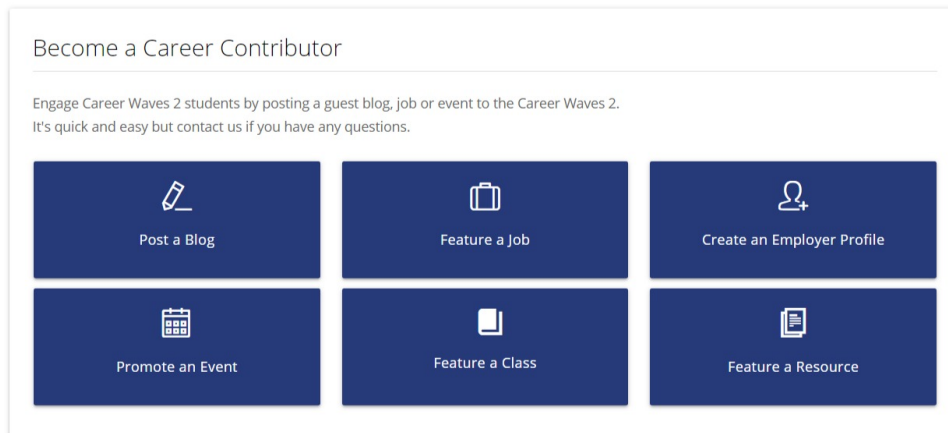 Become a Career Contributor
Engage Career Waves 2 students by posting a guest blog, job or event to the Career Waves 2.
It's quick and easy but contact us if you have any questions.
Post a Blog
Feature a Job
Create an Employer Profile
Promote an Event
Feature a Class
Feature a Resource